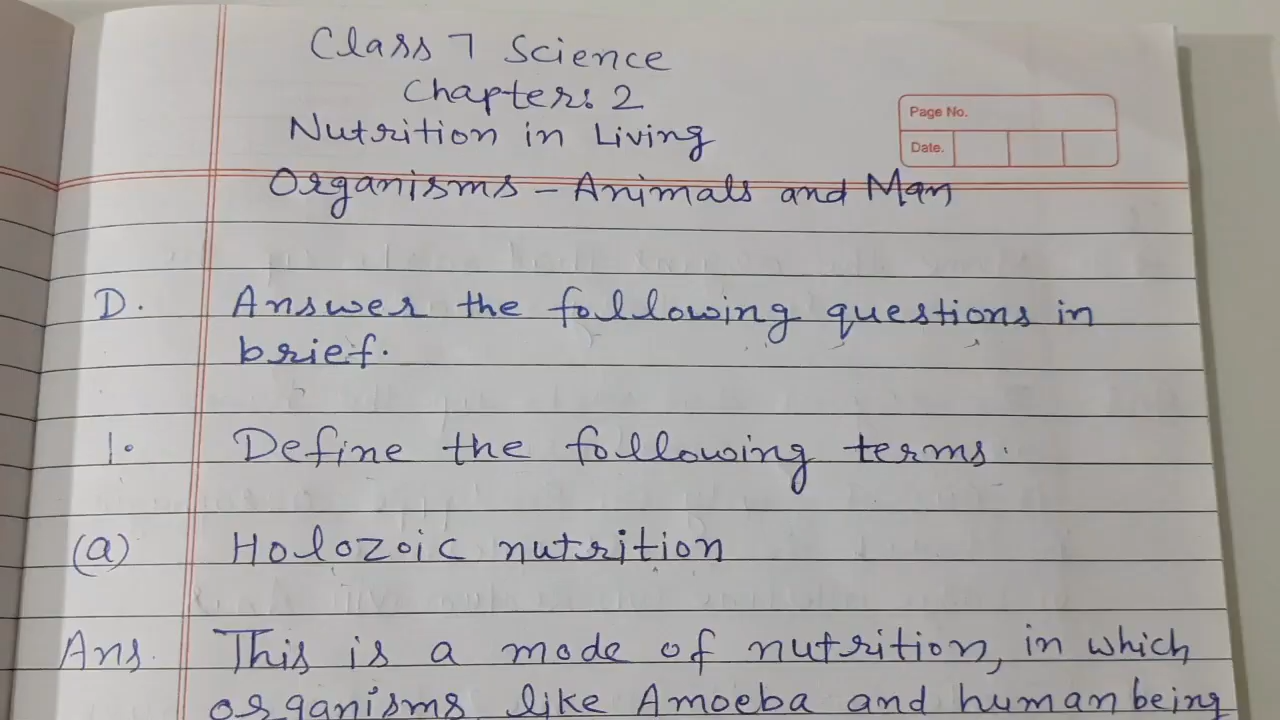 Class 7 Science
Chapter: 2
Nutrition in Living
Organisms - Animals and Man
Page No.
Date.
D. Answer the following questions in
brief.
1. Define the following terms.
(a) Holozoic nutrition
Ans. This is a mode of nutrition, in which
organisms like Amoeba and human being